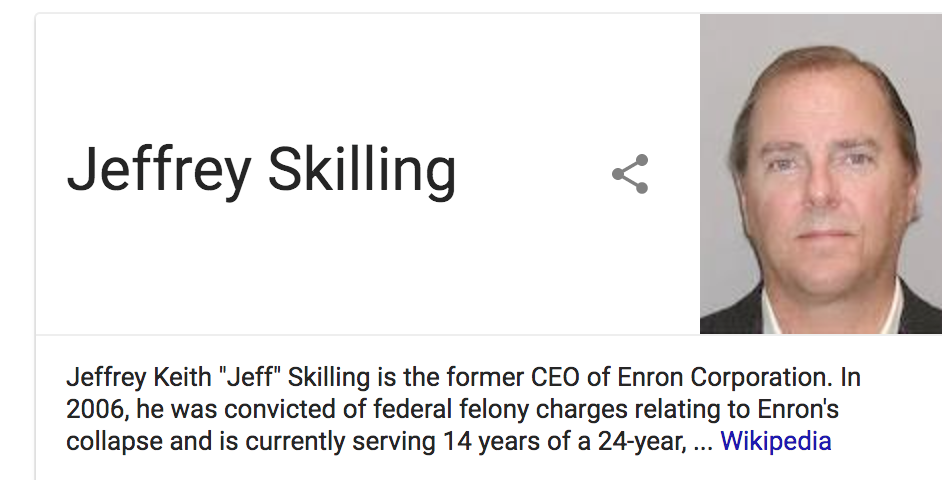 Jeffrey Skilling
Jeffrey Keith "Jeff" Skilling is the former CEO of Enron Corporation. In
2006, he was convicted of federal felony charges relating to Enron's
collapse and is currently serving 14 years of a 24-year, ... Wikipedia